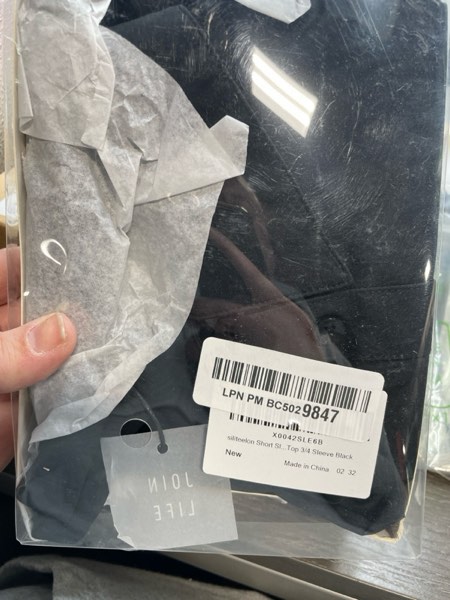 LPN PM BC5029847
X0042SLE6B
Short Sl...Top 3/4 Sleeve Black
New
Made in China 02 32
JOIN
LIFE